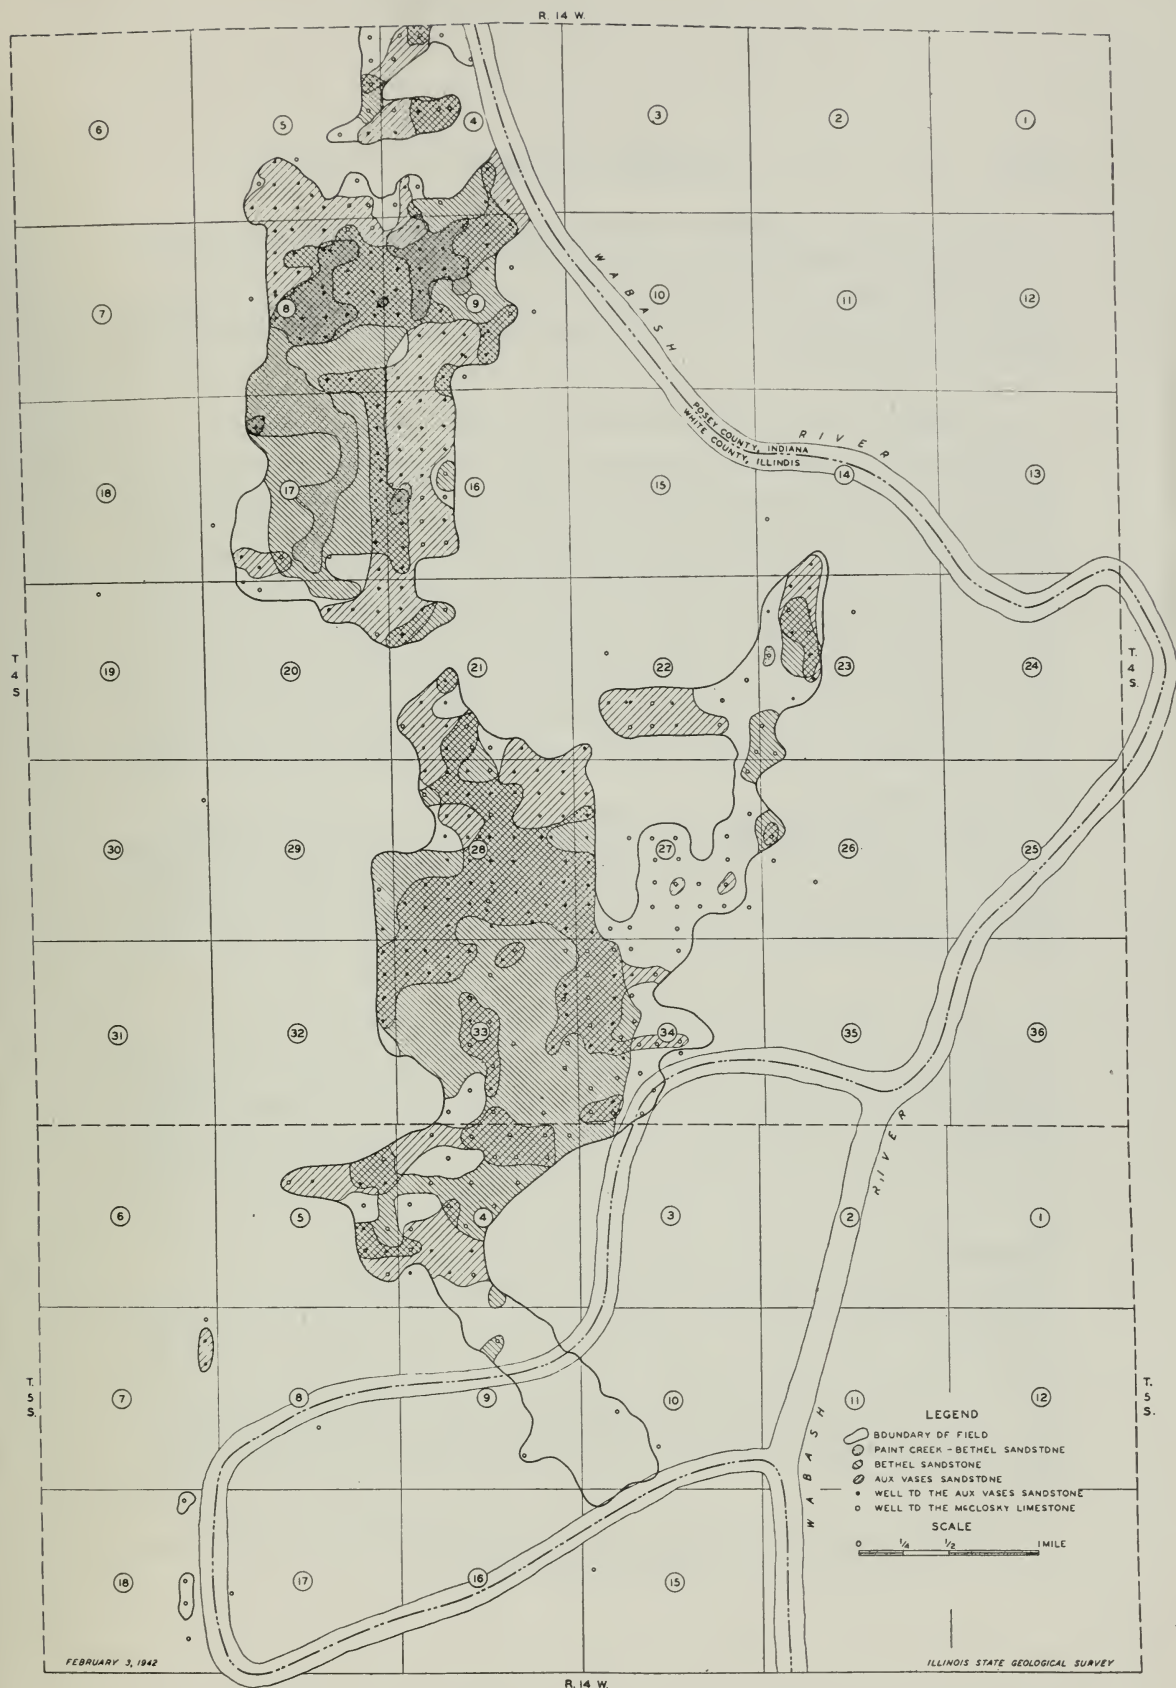 R. 14 W.
6
5
4
3
2
1
7
8
9
10
11
12
WABASH
POSEY COUNTY, INDIANA
WHITE COUNTY, ILLINOIS
RIVER
18
17
16
15
14
13
T.
4
S.
19
20
21
22
23
24
T.
4
S.
30
29
28
27
26
25
31
32
33
34
35
36
RIVER
6
5
4
3
2
1
T.
5
S.
7
8
9
10
11
12
T.
5
S.
WABASH
LEGEND
BOUNDARY OF FIELD
PAINT CREEK - BETHEL SANDSTONE
BETHEL SANDSTONE
AUX VASES SANDSTONE
WELL TO THE AUX VASES SANDSTONE
WELL TO THE McCLOSKY LIMESTONE
SCALE
0 1/4 1/2 1 MILE
18
17
16
15
FEBRUARY 3, 1942
ILLINOIS STATE GEOLOGICAL SURVEY
R. 14 W.